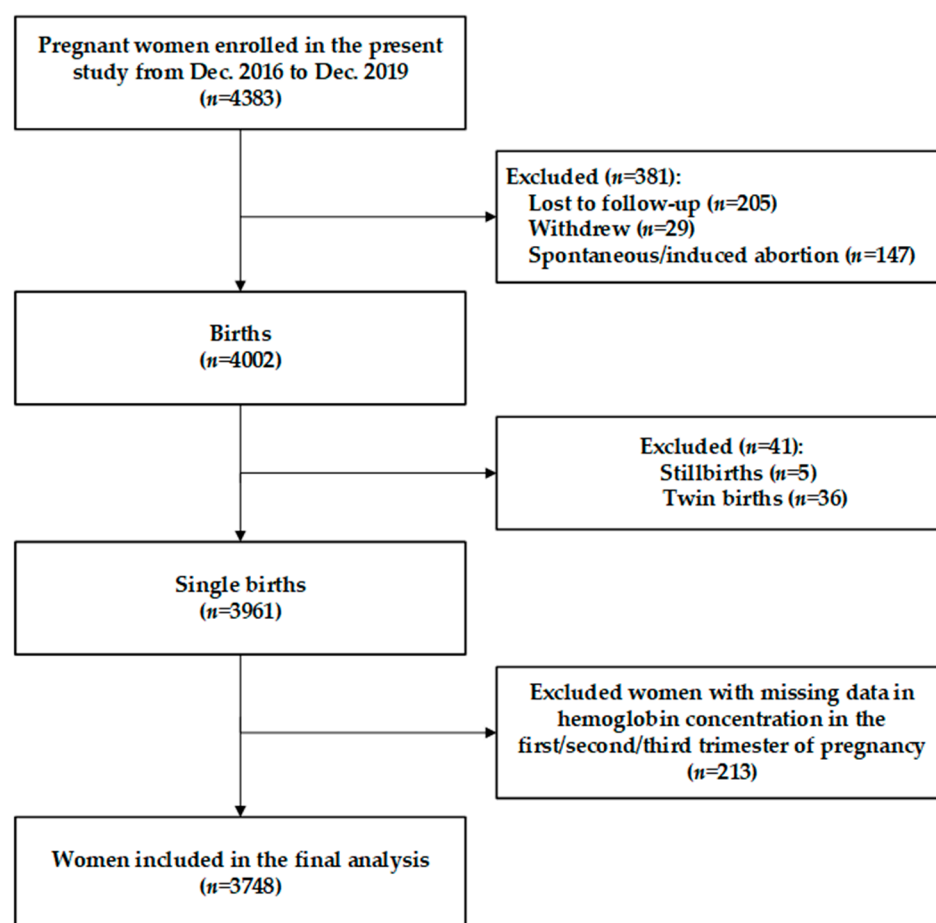 Pregnant women enrolled in the present
study from Dec. 2016 to Dec. 2019
(n=4383)
Excluded (n=381):
Lost to follow-up (n=205)
Withdrew (n=29)
Spontaneous/induced abortion (n=147)
Births
(n=4002)
Excluded (n=41):
Stillbirths (n=5)
Twin births (n=36)
Single births
(n=3961)
Excluded women with missing data in
hemoglobin concentration in the
first/second/third trimester of pregnancy
(n=213)
Women included in the final analysis
(n=3748)